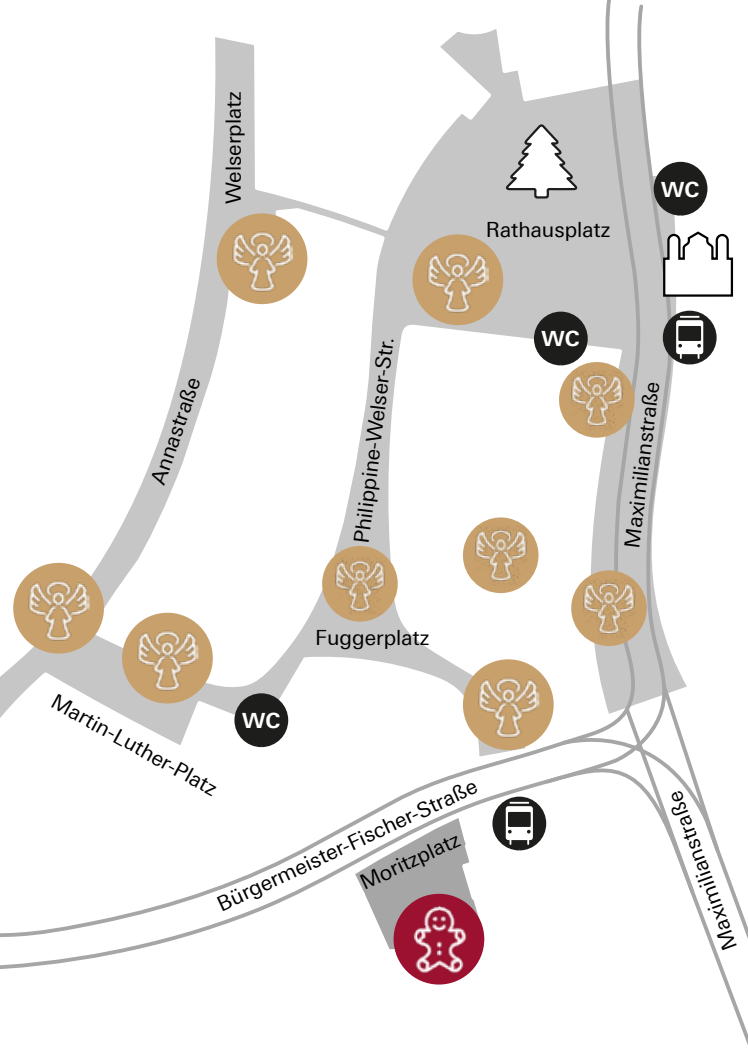 Welserplatz
WC
Rathausplatz
WC
Annastraße
Philippine-Welser-Str.
Maximilianstraße
Fuggerplatz
Martin-Luther-Platz
WC
Bürgermeister-Fischer-Straße
Moritzplatz
Maximilianstraße